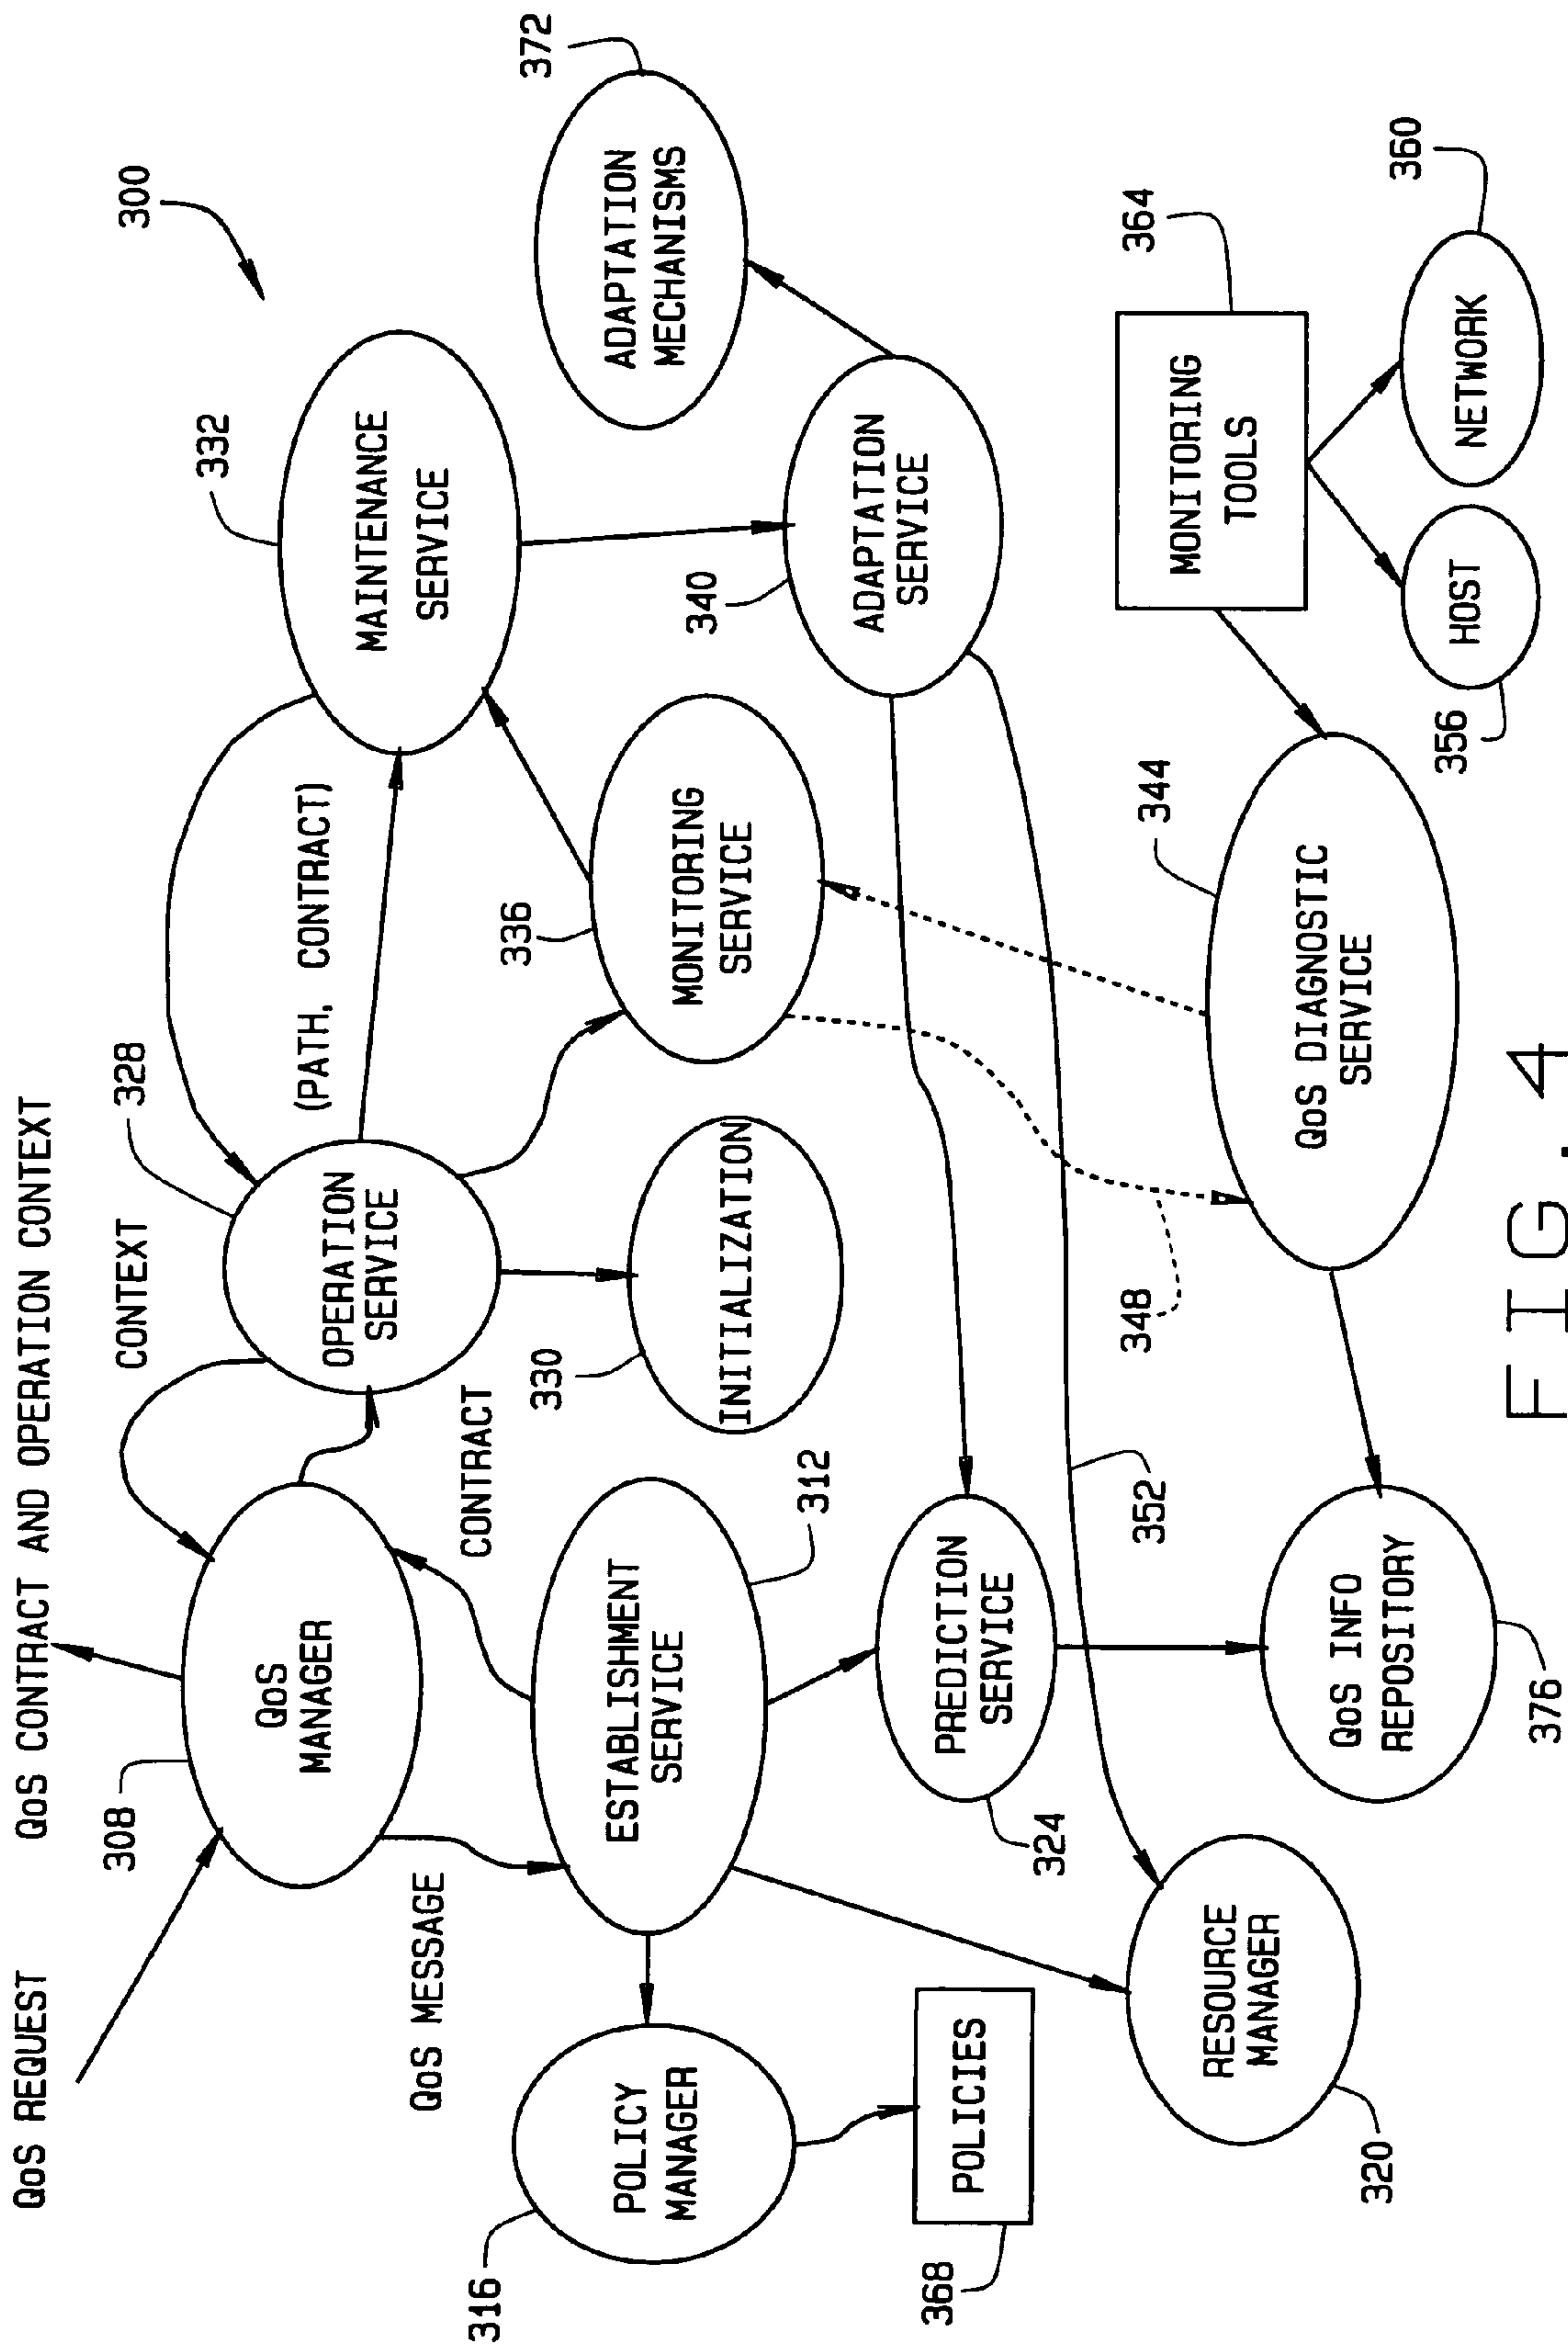 QoS REQUEST
QoS CONTRACT AND OPERATION CONTEXT
300
308
QoS
MANAGER
CONTEXT
328
OPERATION
SERVICE
(PATH, CONTRACT)
332
MAINTENANCE
SERVICE
372
ADAPTATION
MECHANISMS
QoS MESSAGE
CONTRACT
316
POLICY
MANAGER
ESTABLISHMENT
SERVICE
312
330
INITIALIZATION
336
MONITORING
SERVICE
340
ADAPTATION
SERVICE
368
POLICIES
324
PREDICTION
SERVICE
352
348
344
QoS DIAGNOSTIC
SERVICE
364
MONITORING
TOOLS
320
RESOURCE
MANAGER
QoS INFO
REPOSITORY
376
356
HOST
NETWORK
360
FIG. 4